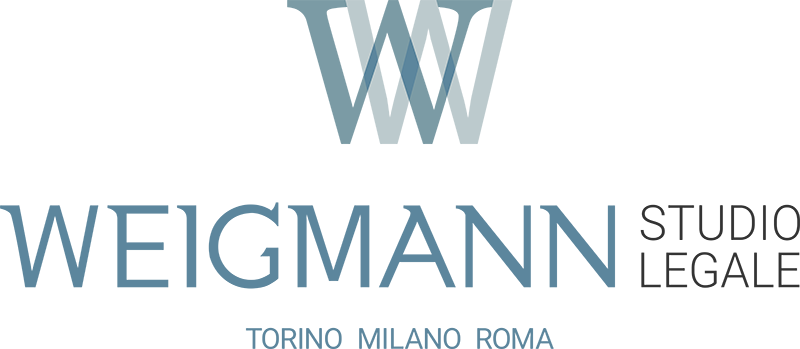 W W
WEIGMANN STUDIO LEGALE
TORINO MILANO ROMA